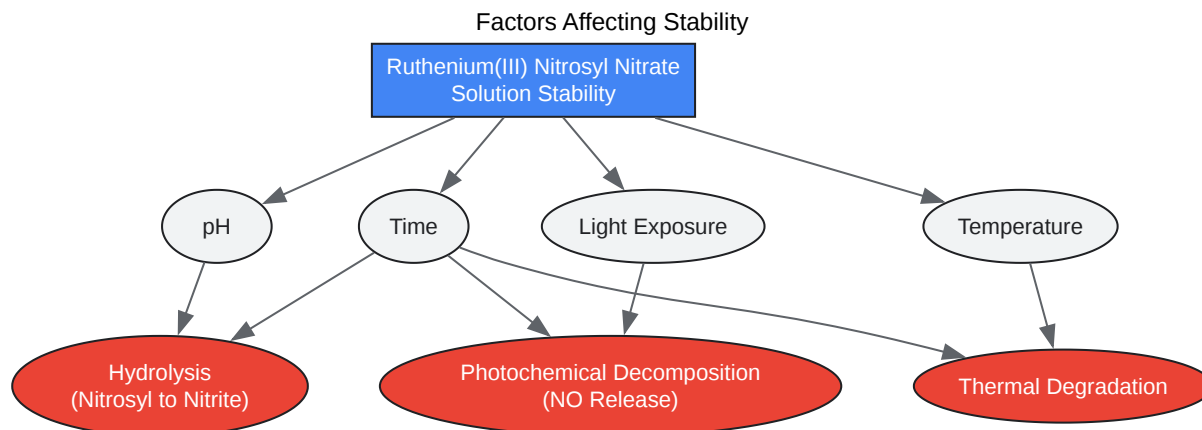 Factors Affecting Stability
Ruthenium(III) Nitrosyl Nitrate
Solution Stability
pH
Time
Light Exposure
Temperature
Hydrolysis
(Nitrosyl to Nitrite)
Photochemical Decomposition
(NO Release)
Thermal Degradation